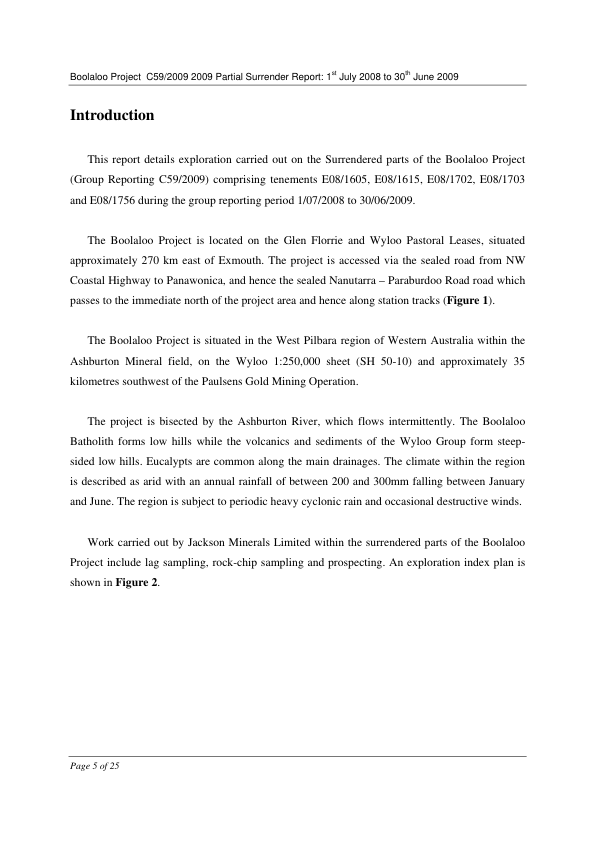 Boolaloo Project C59/2009 2009 Partial Surrender Report: 1st July 2008 to 30th June 2009
Introduction
This report details exploration carried out on the Surrendered parts of the Boolaloo Project
(Group Reporting C59/2009) comprising tenements E08/1605, E08/1615, E08/1702, E08/1703
and E08/1756 during the group reporting period 1/07/2008 to 30/06/2009.
The Boolaloo Project is located on the Glen Florrie and Wyloo Pastoral Leases, situated
approximately 270 km east of Exmouth. The project is accessed via the sealed road from NW
Coastal Highway to Panawonica, and hence the sealed Nanutarra – Paraburdoo Road road which
passes to the immediate north of the project area and hence along station tracks (Figure 1).
The Boolaloo Project is situated in the West Pilbara region of Western Australia within the
Ashburton Mineral field, on the Wyloo 1:250,000 sheet (SH 50-10) and approximately 35
kilometres southwest of the Paulsens Gold Mining Operation.
The project is bisected by the Ashburton River, which flows intermittently. The Boolaloo
Batholith forms low hills while the volcanics and sediments of the Wyloo Group form steep-
sided low hills. Eucalypts are common along the main drainages. The climate within the region
is described as arid with an annual rainfall of between 200 and 300mm falling between January
and June. The region is subject to periodic heavy cyclonic rain and occasional destructive winds.
Work carried out by Jackson Minerals Limited within the surrendered parts of the Boolaloo
Project include lag sampling, rock-chip sampling and prospecting. An exploration index plan is
shown in Figure 2.
Page 5 of 25